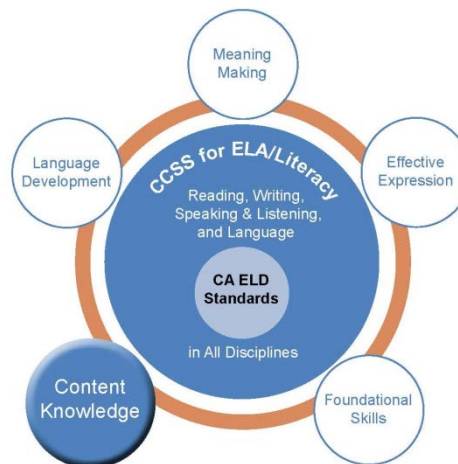 Meaning
Making
Language
Development
Effective
Expression
CCSS for ELA/Literacy
Reading, Writing,
Speaking & Listening,
and Language
CA ELD
Standards
in All Disciplines
Content
Knowledge
Foundational
Skills